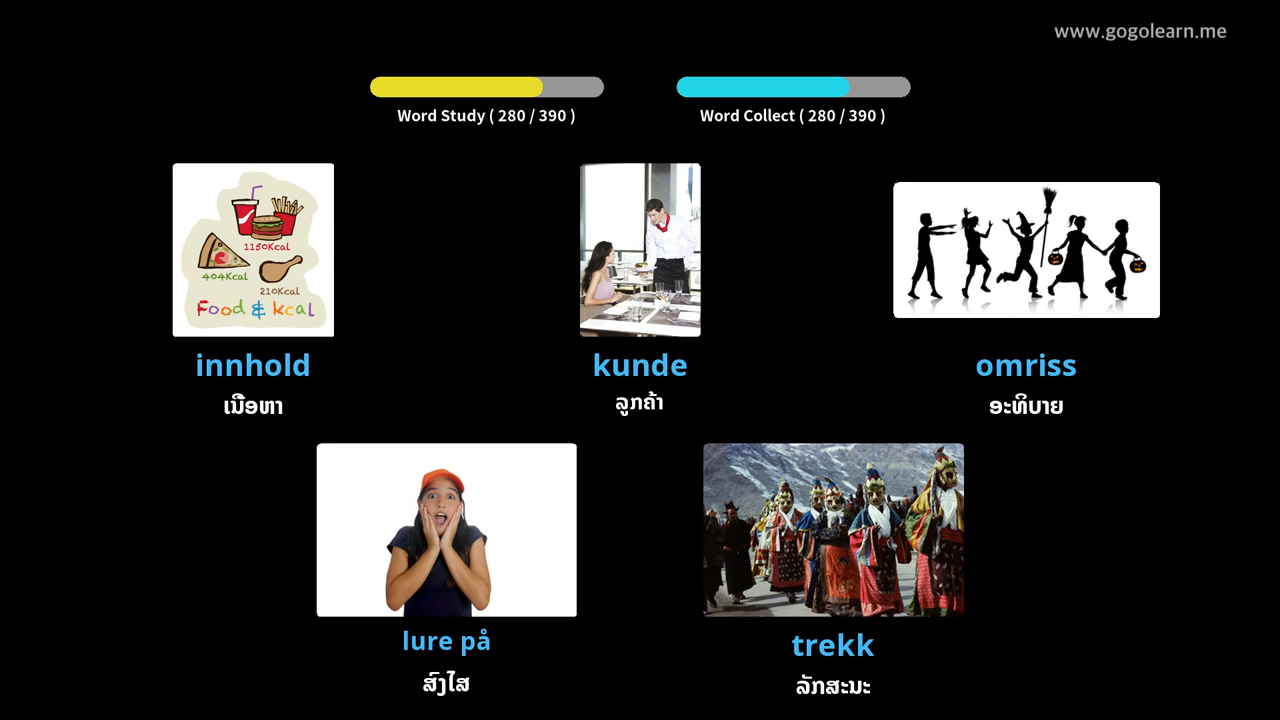 www.gogolearn.me
Word Study ( 280 / 390 )
Word Collect ( 280 / 390 )
1150Kcal
404Kcal
210Kcal
Food & kcal
innhold
kunde
omriss
ເນື້ອຫາ
ລູກຄ້າ
ອະທິບາຍ
lure på
trekk
ສົງໄສ
ລັກສະນະ